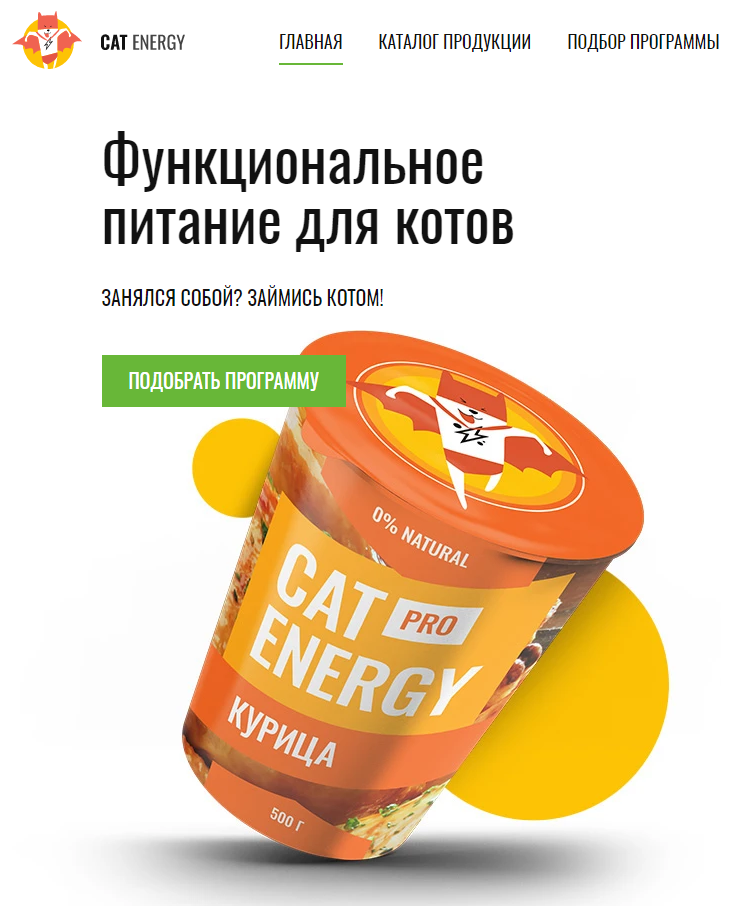 CAT ENERGY
ГЛАВНАЯ
КАТАЛОГ ПРОДУКЦИИ
ПОДБОР ПРОГРАММЫ
Функциональное
питание для котов
ЗАНЯЛСЯ СОБОЙ? ЗАЙМИСЬ КОТОМ!
ПОДОБРАТЬ ПРОГРАММУ
0% NATURAL
CAT PRO
ENERGY
КУРИЦА
500 Г